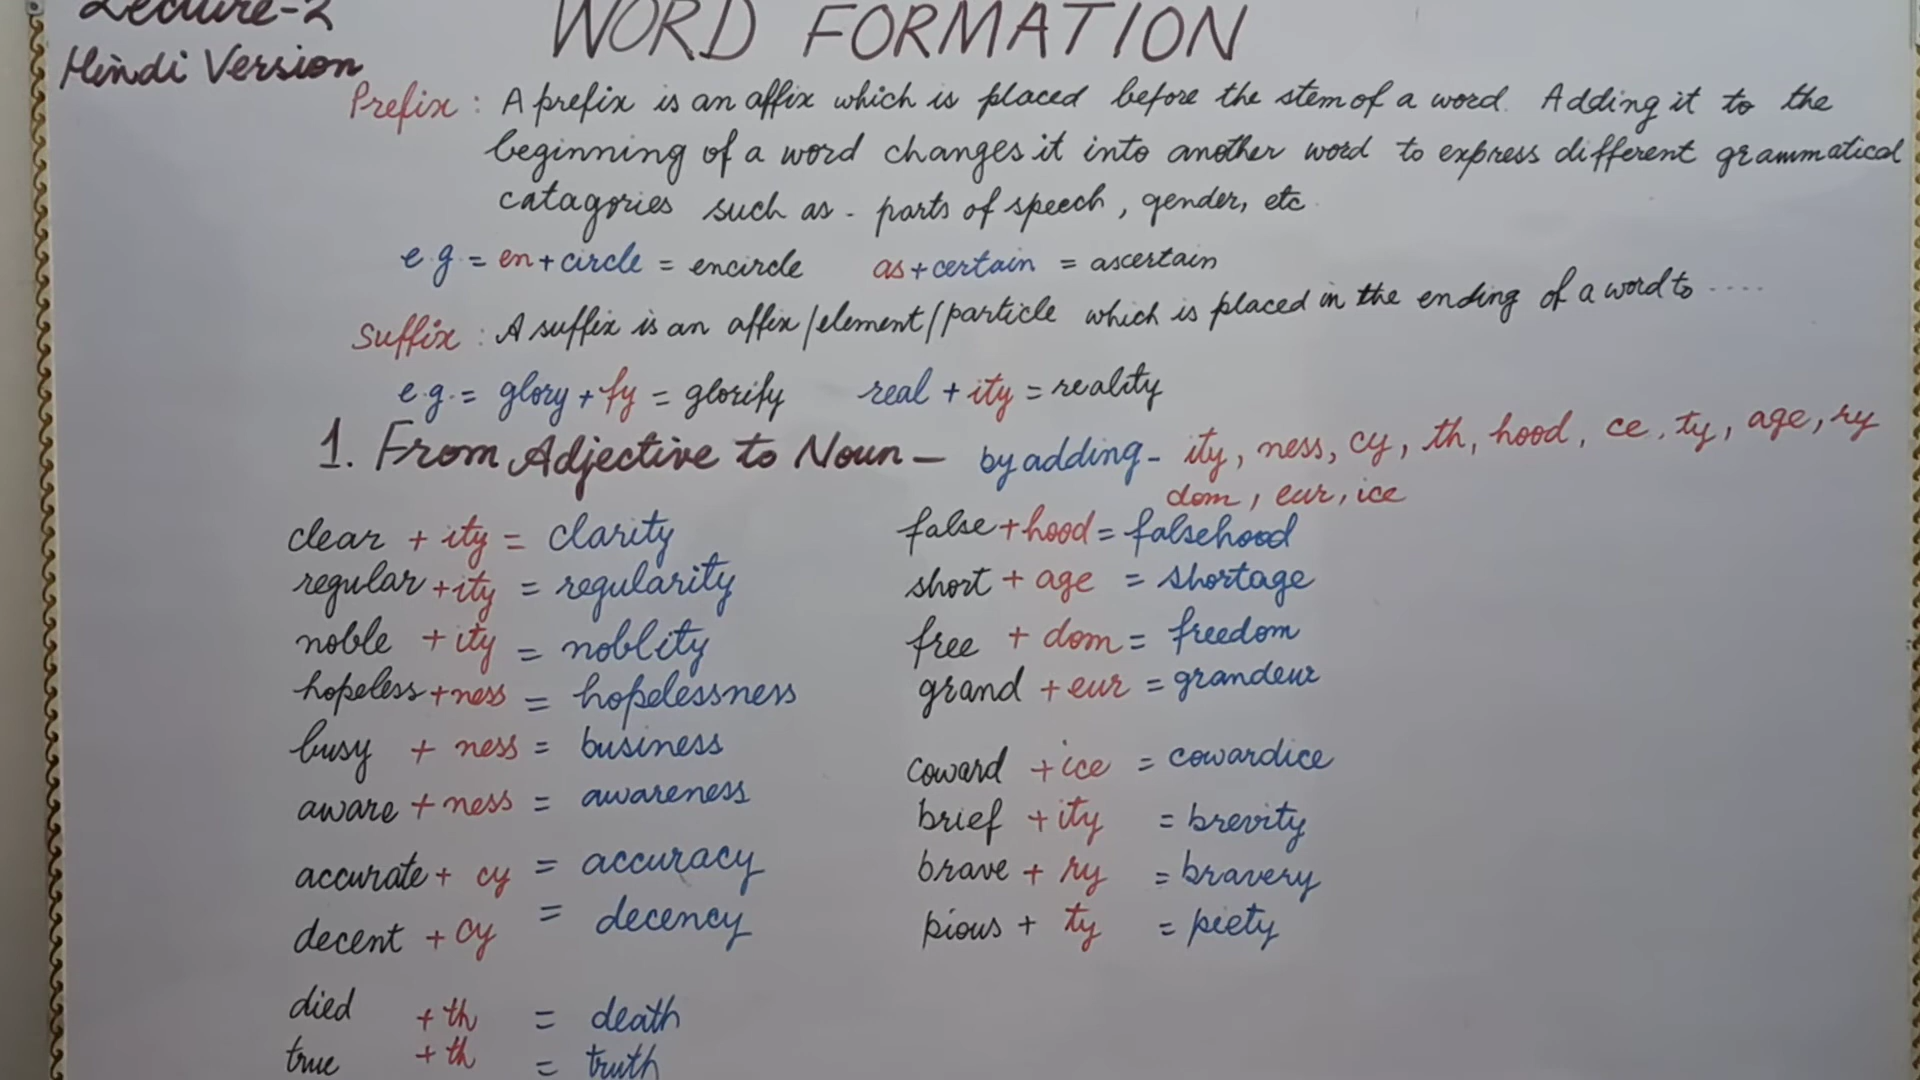 Lecture-2
WORD FORMATION
Hindi Version
Prefix : A prefix is an affix which is placed before the stem of a word. Adding it to the
beginning of a word changes it into another word to express different grammatical
catagories such as - parts of speech, gender, etc.
e.g = en + circle = encircle as + certain = ascertain
Suffix : A suffix is an affix/element/particle which is placed in the ending of a word to ....
e.g. = glory + fy = glorify real + ity = reality
1. From Adjective to Noun — by adding - ity, ness, cy, th, hood, ce, ty, age, ry
dom, eur, ice
clear + ity = clarity
regular + ity = regularity
noble + ity = noblity
hopeless + ness = hopelessness
busy + ness = business
aware + ness = awareness
accurate + cy = accuracy
decent + cy = decency
died + th = death
true + th = truth
false + hood = falsehood
short + age = shortage
free + dom = freedom
grand + eur = grandeur
coward + ice = cowardice
brief + ity = brevity
brave + ry = bravery
pious + ty = piety